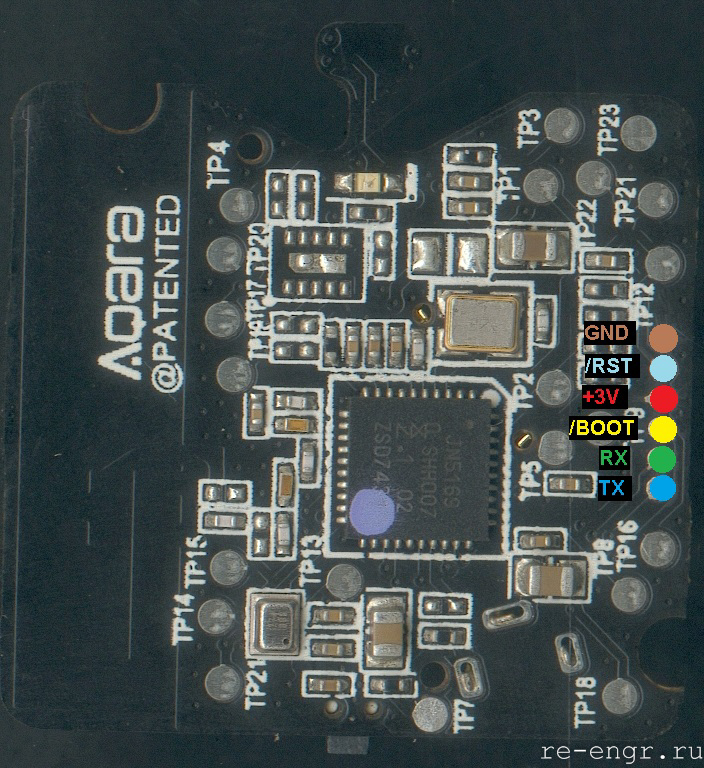 TP3
TP23
TP4
TP1
TP21
TP22
TP20
TP17
TP12
Aqara
@PATENTED
GND
/RST
+3V
/BOOT
RX
TX
TP2
TP5
JN5169
TP8
TP16
TP15
TP13
TP14
TP21
TP7
TP18
re-engr.ru